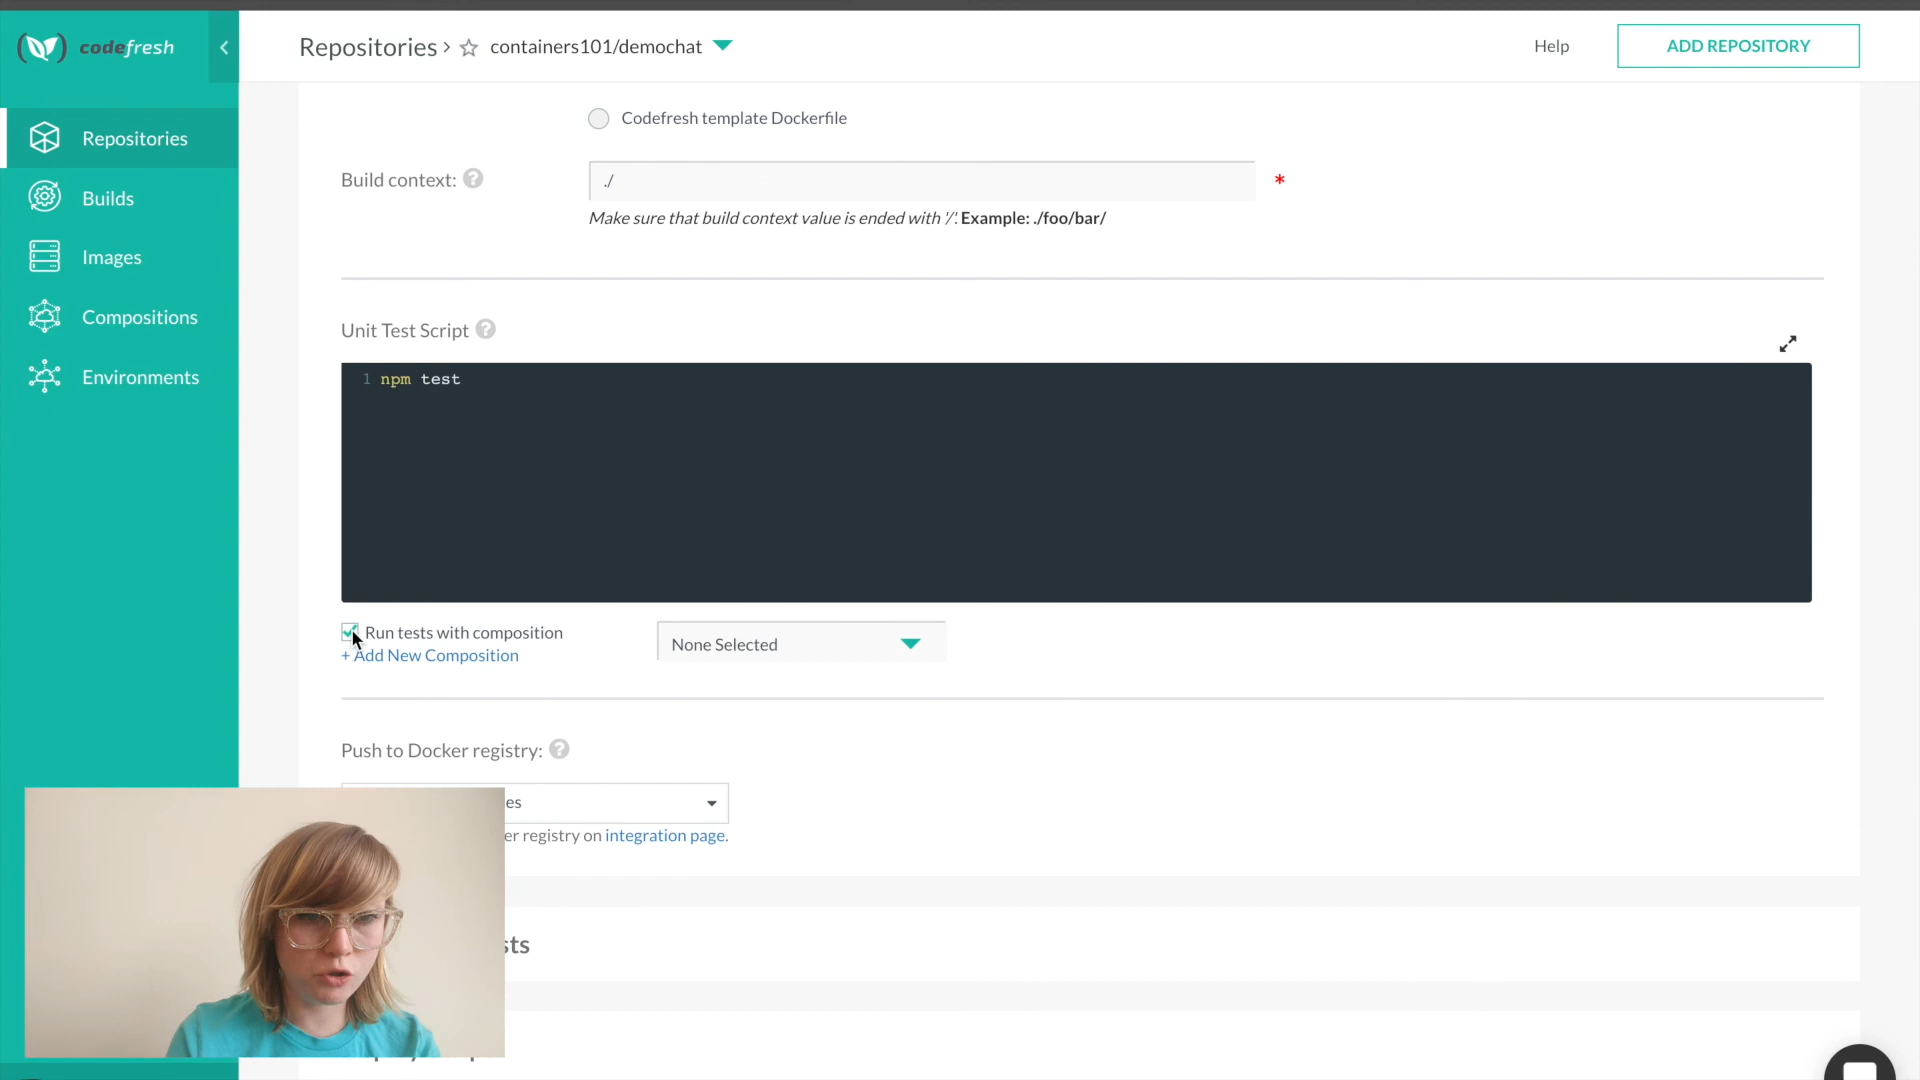 codefresh
Repositories › containers101/demochat
Help
ADD REPOSITORY
Repositories
Builds
Images
Compositions
Environments
Codefresh template Dockerfile
Build context: ?
./
*
Make sure that build context value is ended with '/'. Example: ./foo/bar/
Unit Test Script ?
1 npm test
Run tests with composition
+ Add New Composition
None Selected
Push to Docker registry: ?
es
er registry on integration page.
sts